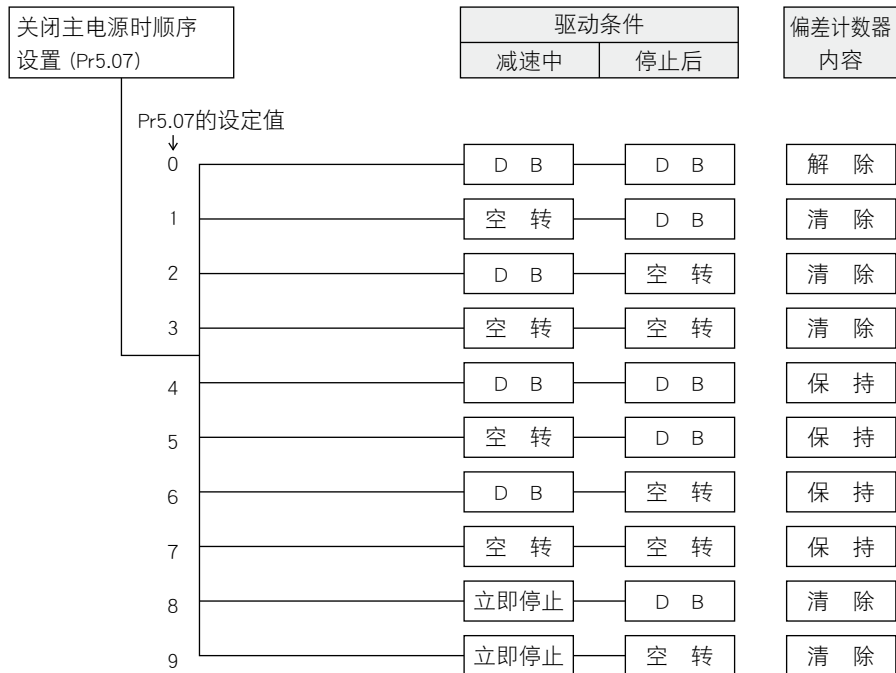 关闭主电源时顺序
设置 (Pr5.07)
驱动条件
减速中 停止后
偏差计数器
内容
Pr5.07的设定值
↓
0 D B D B 解 除
1 空 转 D B 清 除
2 D B 空 转 清 除
3 空 转 空 转 清 除
4 D B D B 保 持
5 空 转 D B 保 持
6 D B 空 转 保 持
7 空 转 空 转 保 持
8 立即停止 D B 清 除
9 立即停止 空 转 清 除